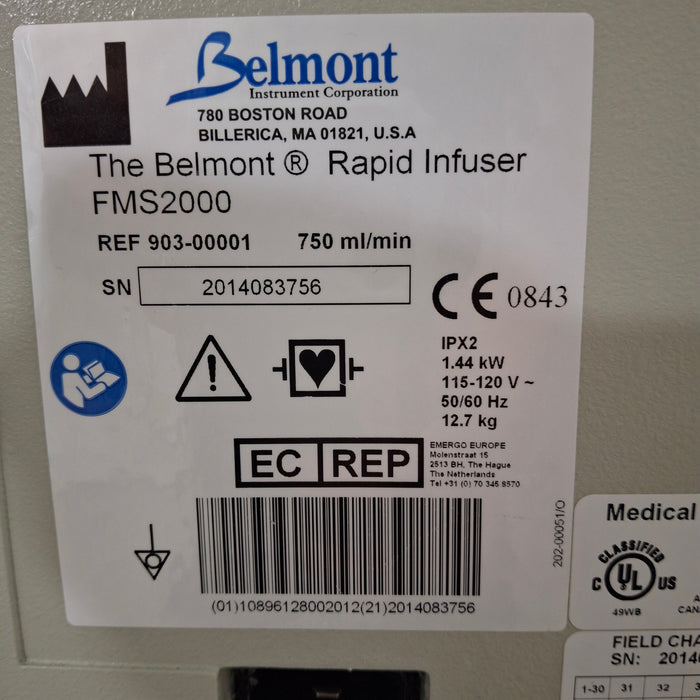 Belmont
Instrument Corporation
780 BOSTON ROAD
BILLERICA, MA 01821, U.S.A
The Belmont ® Rapid Infuser
FMS2000
REF 903-00001 750 ml/min
SN 2014083756
CE 0843
IPX2
1.44 kW
115-120 V ~
50/60 Hz
12.7 kg
EC REP
EMERGO EUROPE
Molenstraat 15
2513 BH, The Hague
The Netherlands
Tel +31 (0) 70 345 8570
(01)10896128002012(21)2014083756
202-00051/O
Medical
CLASSIFIED
C UL US
49WB
A
CAN
FIELD CHA
SN: 2014
1-30 31 32